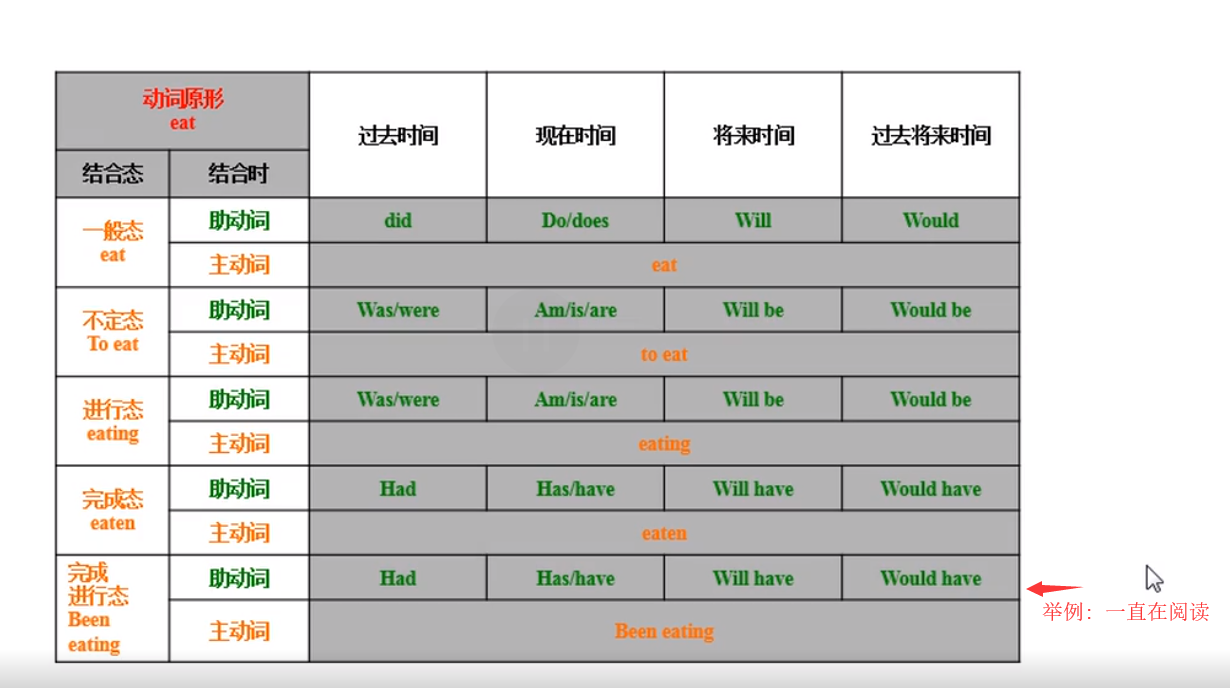 动词原形
eat
过去时间
现在时间
将来时间
过去将来时间
结合态
结合时
一般态
eat
助动词
did
Do/does
Will
Would
主动词
eat
不定态
To eat
助动词
Was/were
Am/is/are
Will be
Would be
主动词
to eat
进行态
eating
助动词
Was/were
Am/is/are
Will be
Would be
主动词
eating
完成态
eaten
助动词
Had
Has/have
Will have
Would have
主动词
eaten
完成
进行态
Been
eating
助动词
Had
Has/have
Will have
Would have
主动词
Been eating
举例：一直在阅读